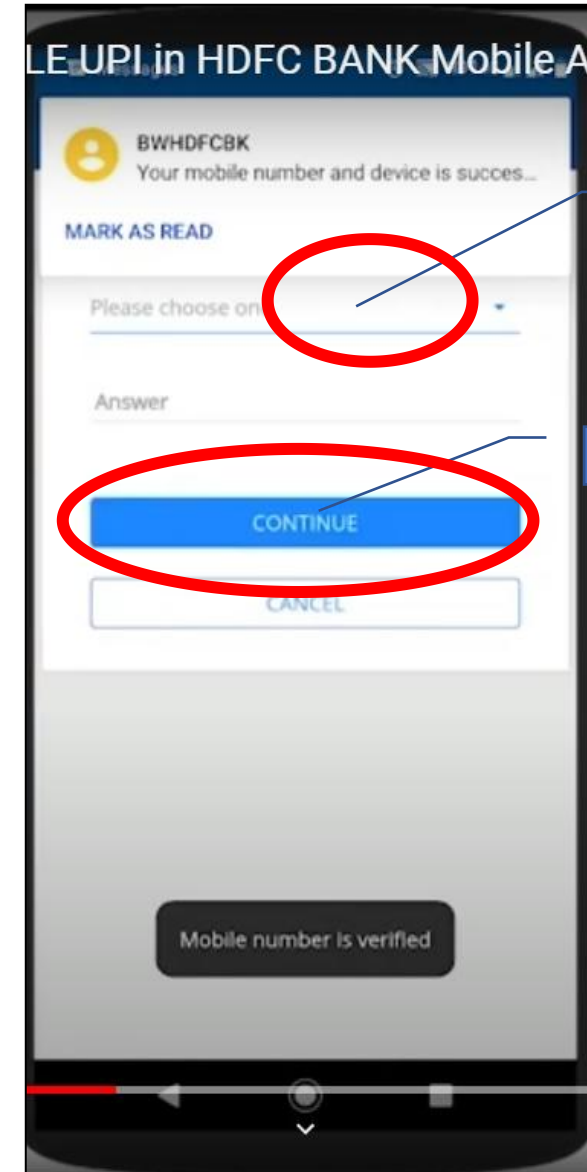 LE UPI in HDFC BANK Mobile A
BWHDFCBK
Your mobile number and device is succes...
MARK AS READ
Please choose on
Answer
CONTINUE
CANCEL
Mobile number is verified